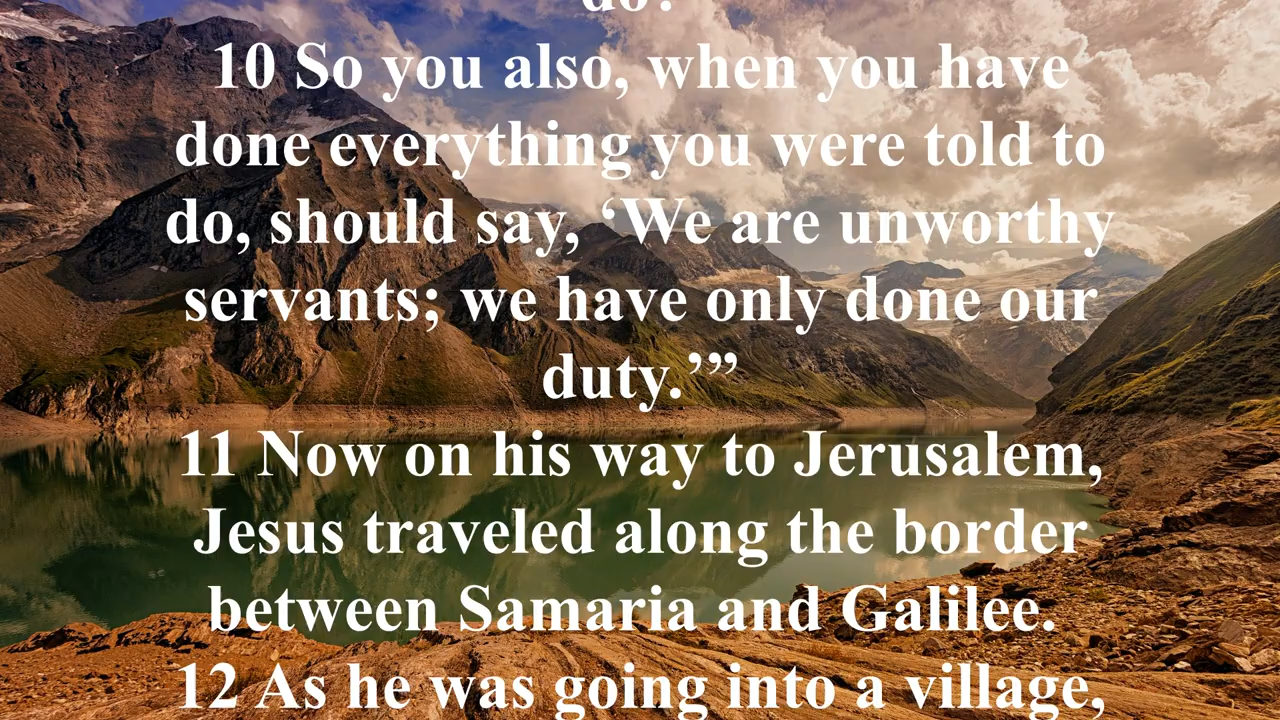 do?
10 So you also, when you have
done everything you were told to
do, should say, ‘We are unworthy
servants; we have only done our
duty.’”
11 Now on his way to Jerusalem,
Jesus traveled along the border
between Samaria and Galilee.
12 As he was going into a village,